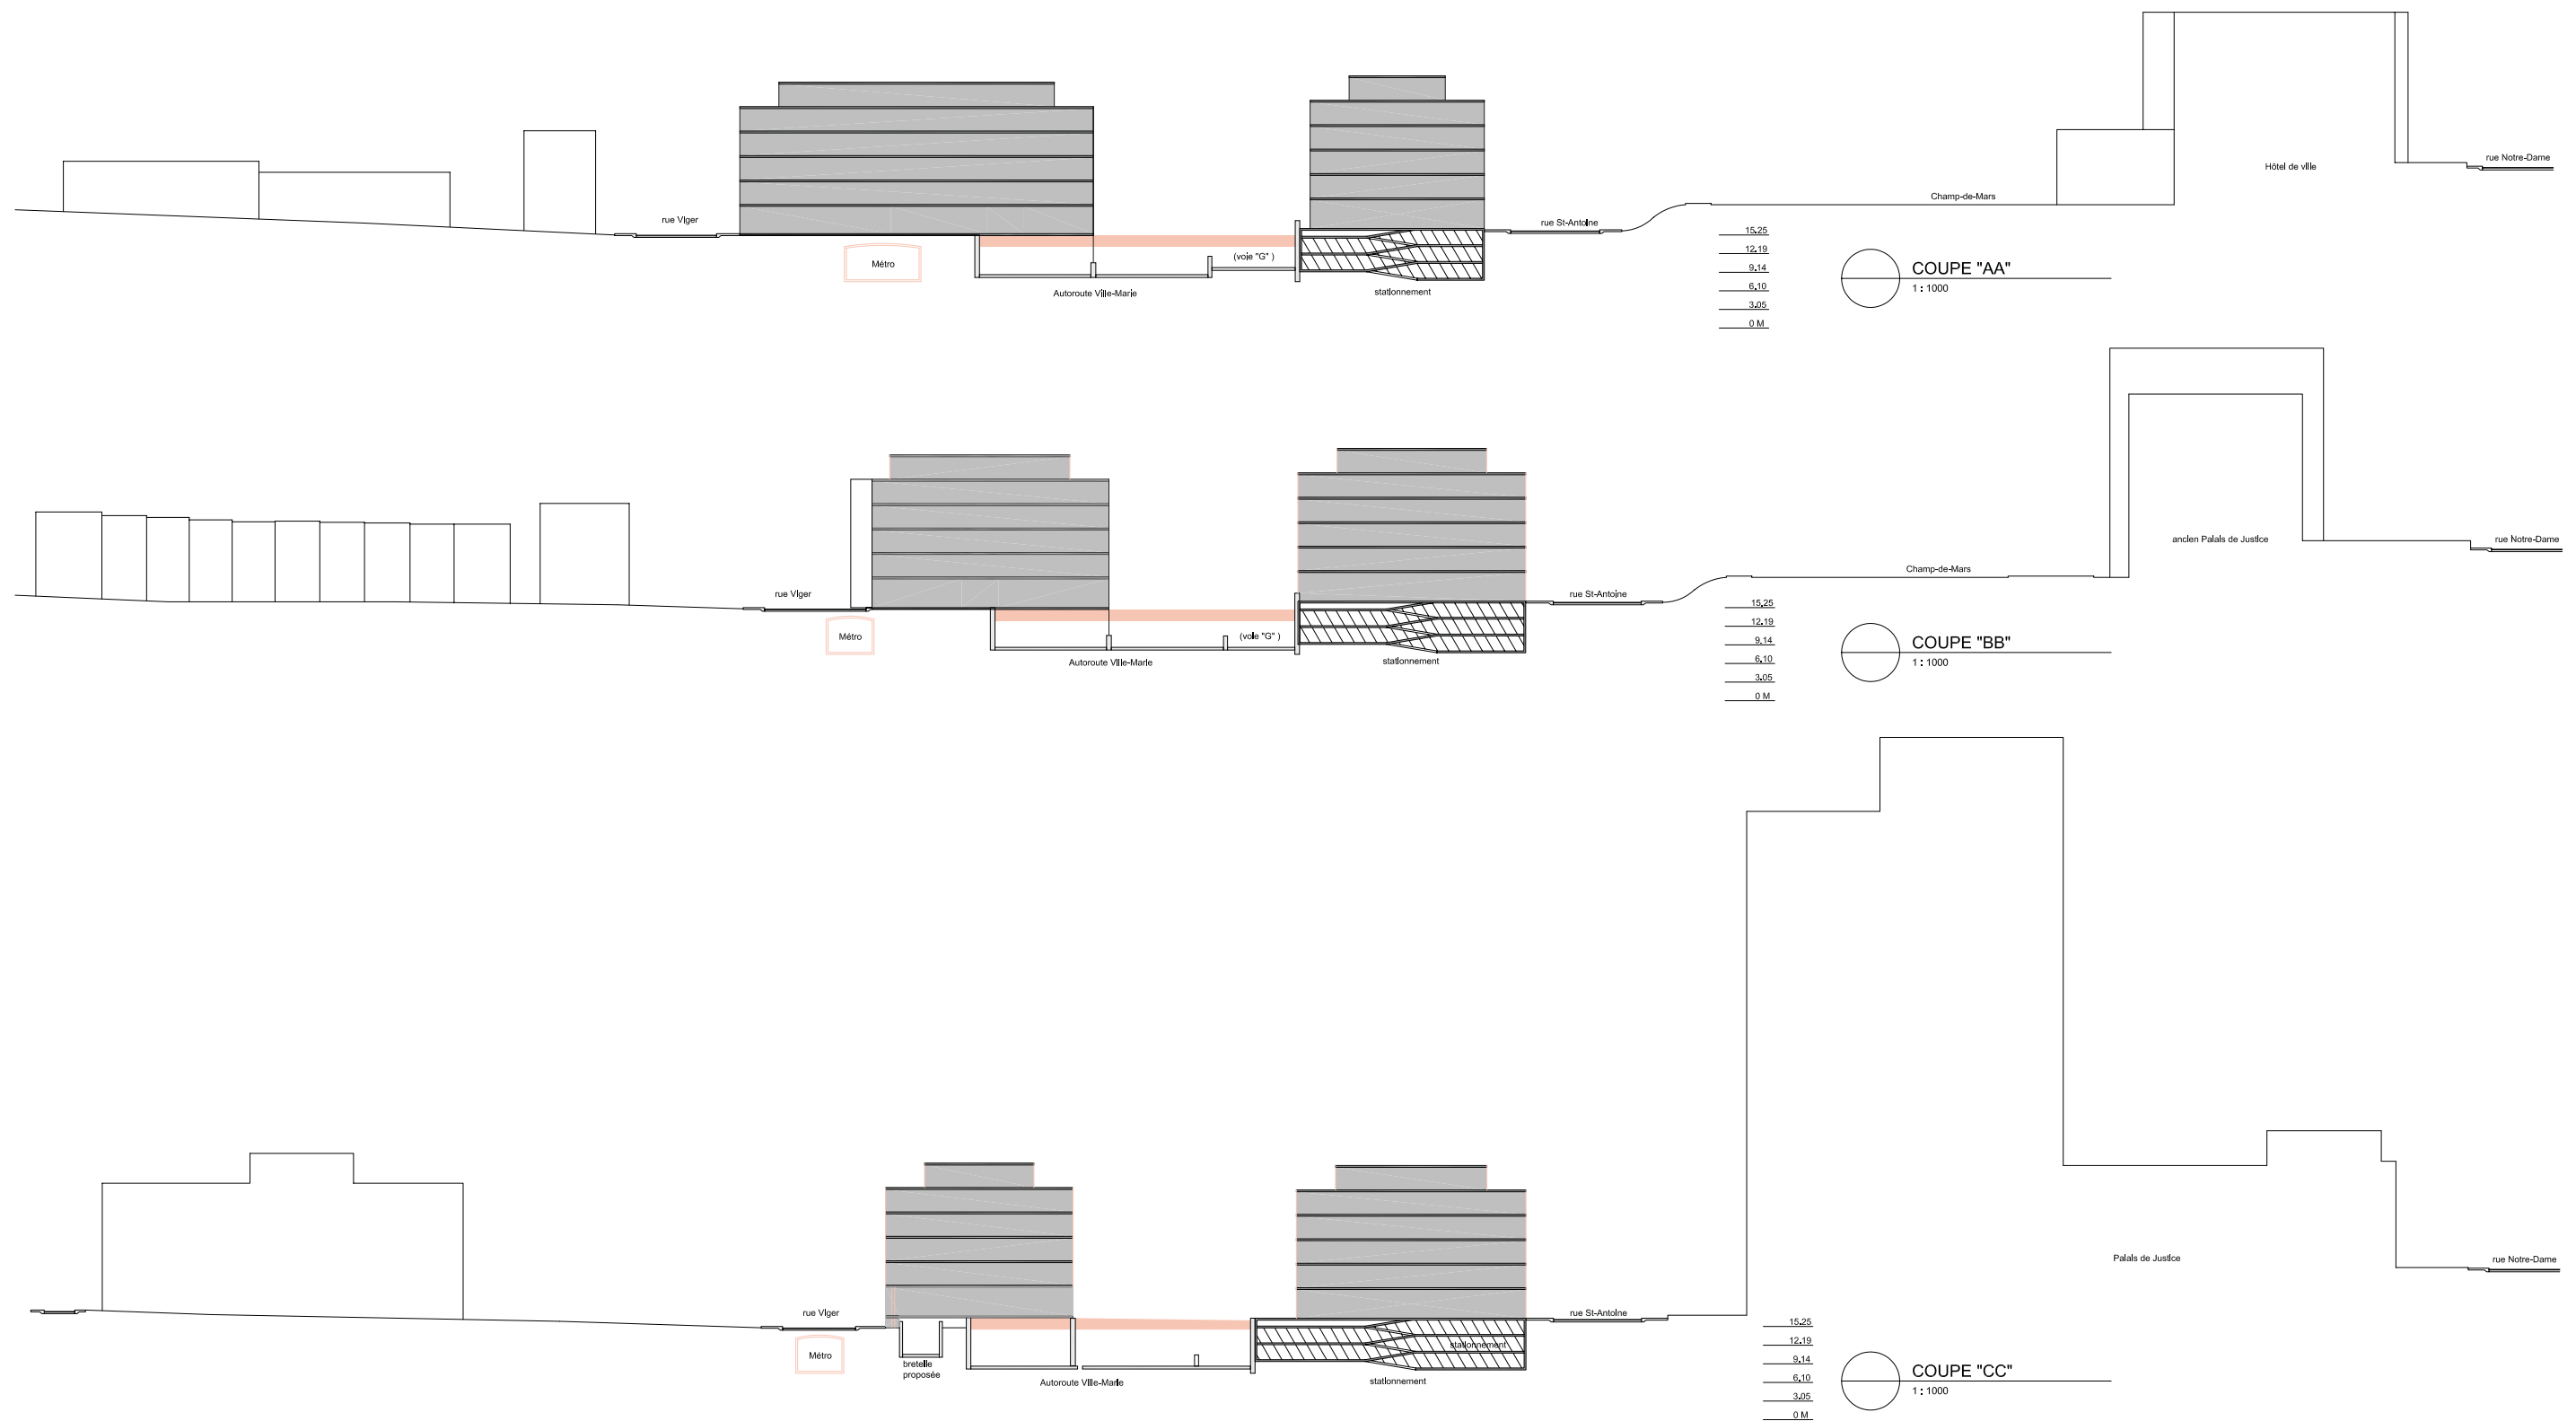 Hôtel de ville
rue Notre-Dame
Champ-de-Mars
rue Viger
rue St-Antoine
15.25
12.19
9.14
6.10
3.05
0 M
(voie "G" )
Métro
Autoroute Ville-Marie
stationnement
COUPE "AA"
1 : 1000
ancien Palais de Justice
rue Notre-Dame
Champ-de-Mars
rue Viger
rue St-Antoine
15.25
12.19
9.14
6.10
3.05
0 M
Métro
(voie "G" )
Autoroute Ville-Marie
stationnement
COUPE "BB"
1 : 1000
Palais de Justice
rue Notre-Dame
rue Viger
rue St-Antoine
15.25
12.19
9.14
6.10
3.05
0 M
stationnement
Métro
bretelle
proposée
Autoroute Ville-Marie
stationnement
COUPE "CC"
1 : 1000